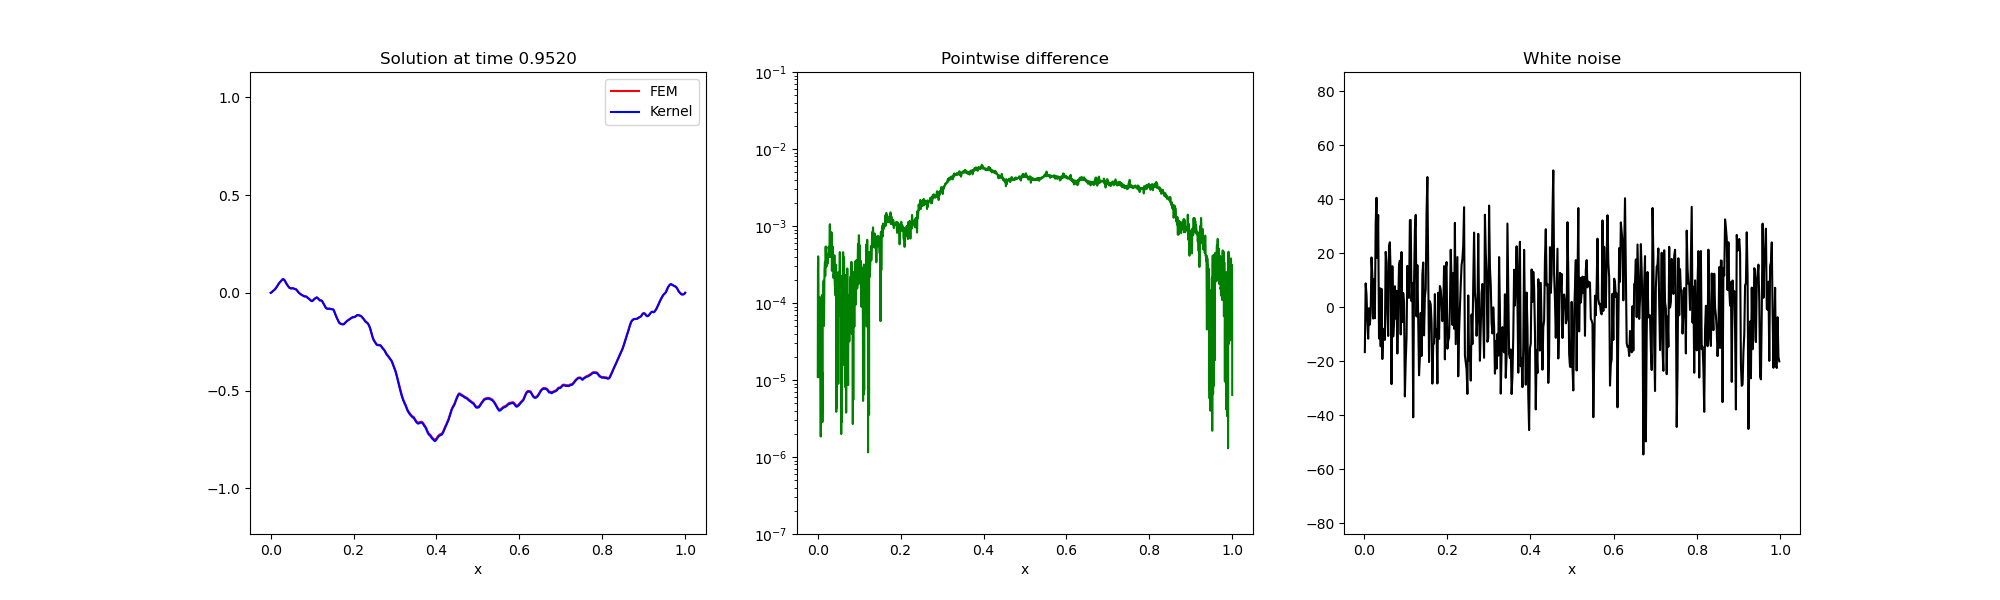 Solution at time 0.9520
FEM
Kernel
1.0
0.5
0.0
−0.5
−1.0
0.0 0.2 0.4 0.6 0.8 1.0
x
Pointwise difference
10⁻¹
10⁻²
10⁻³
10⁻⁴
10⁻⁵
10⁻⁶
10⁻⁷
0.0 0.2 0.4 0.6 0.8 1.0
x
White noise
80
60
40
20
0
−20
−40
−60
−80
0.0 0.2 0.4 0.6 0.8 1.0
x